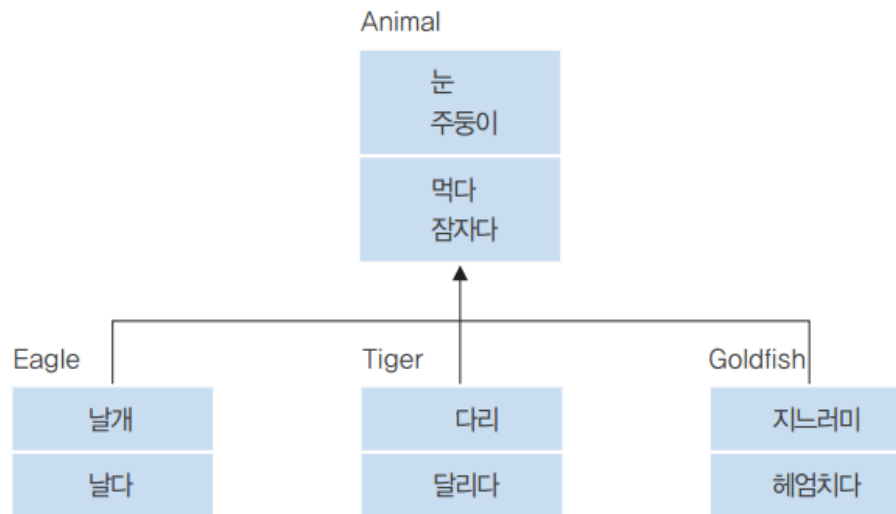 Animal
눈
주둥이
먹다
잠자다
Eagle
Tiger
Goldfish
날개
다리
지느러미
날다
달리다
헤엄치다